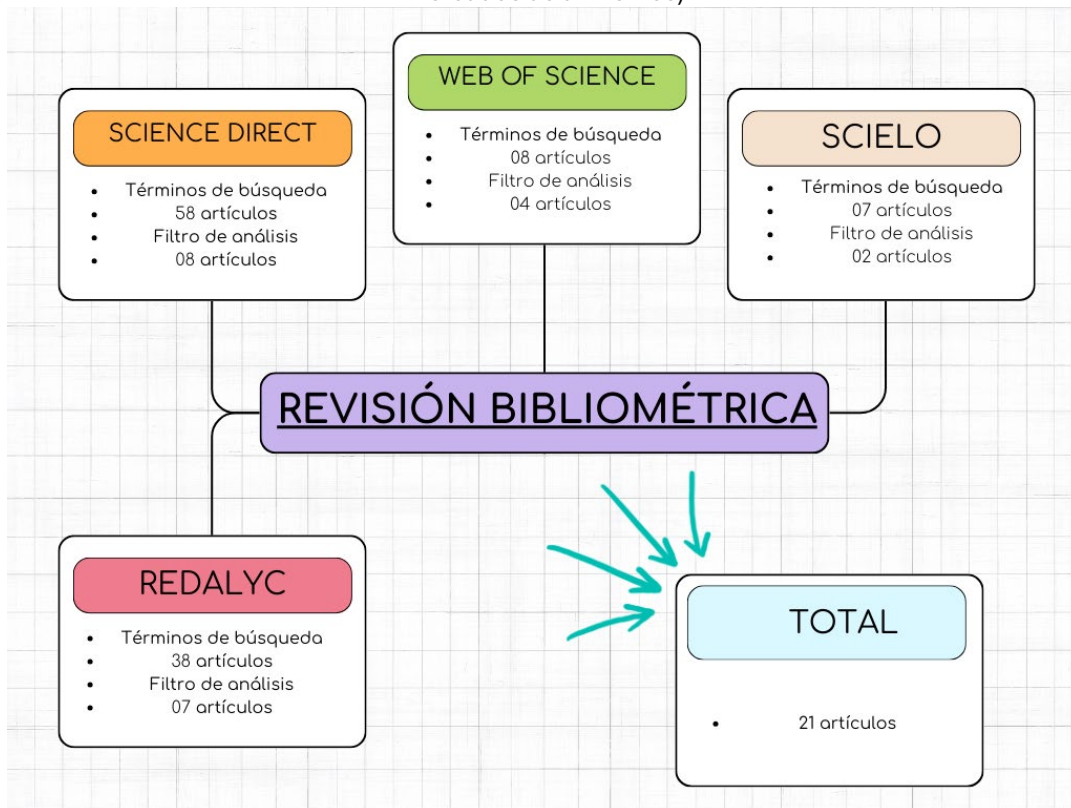 WEB OF SCIENCE
• Términos de búsqueda
• 08 artículos
• Filtro de análisis
• 04 artículos
SCIENCE DIRECT
• Términos de búsqueda
• 58 artículos
• Filtro de análisis
• 08 artículos
SCIELO
• Términos de búsqueda
• 07 artículos
• Filtro de análisis
• 02 artículos
REVISIÓN BIBLIOMÉTRICA
REDALYC
• Términos de búsqueda
• 38 artículos
• Filtro de análisis
• 07 artículos
TOTAL
• 21 artículos